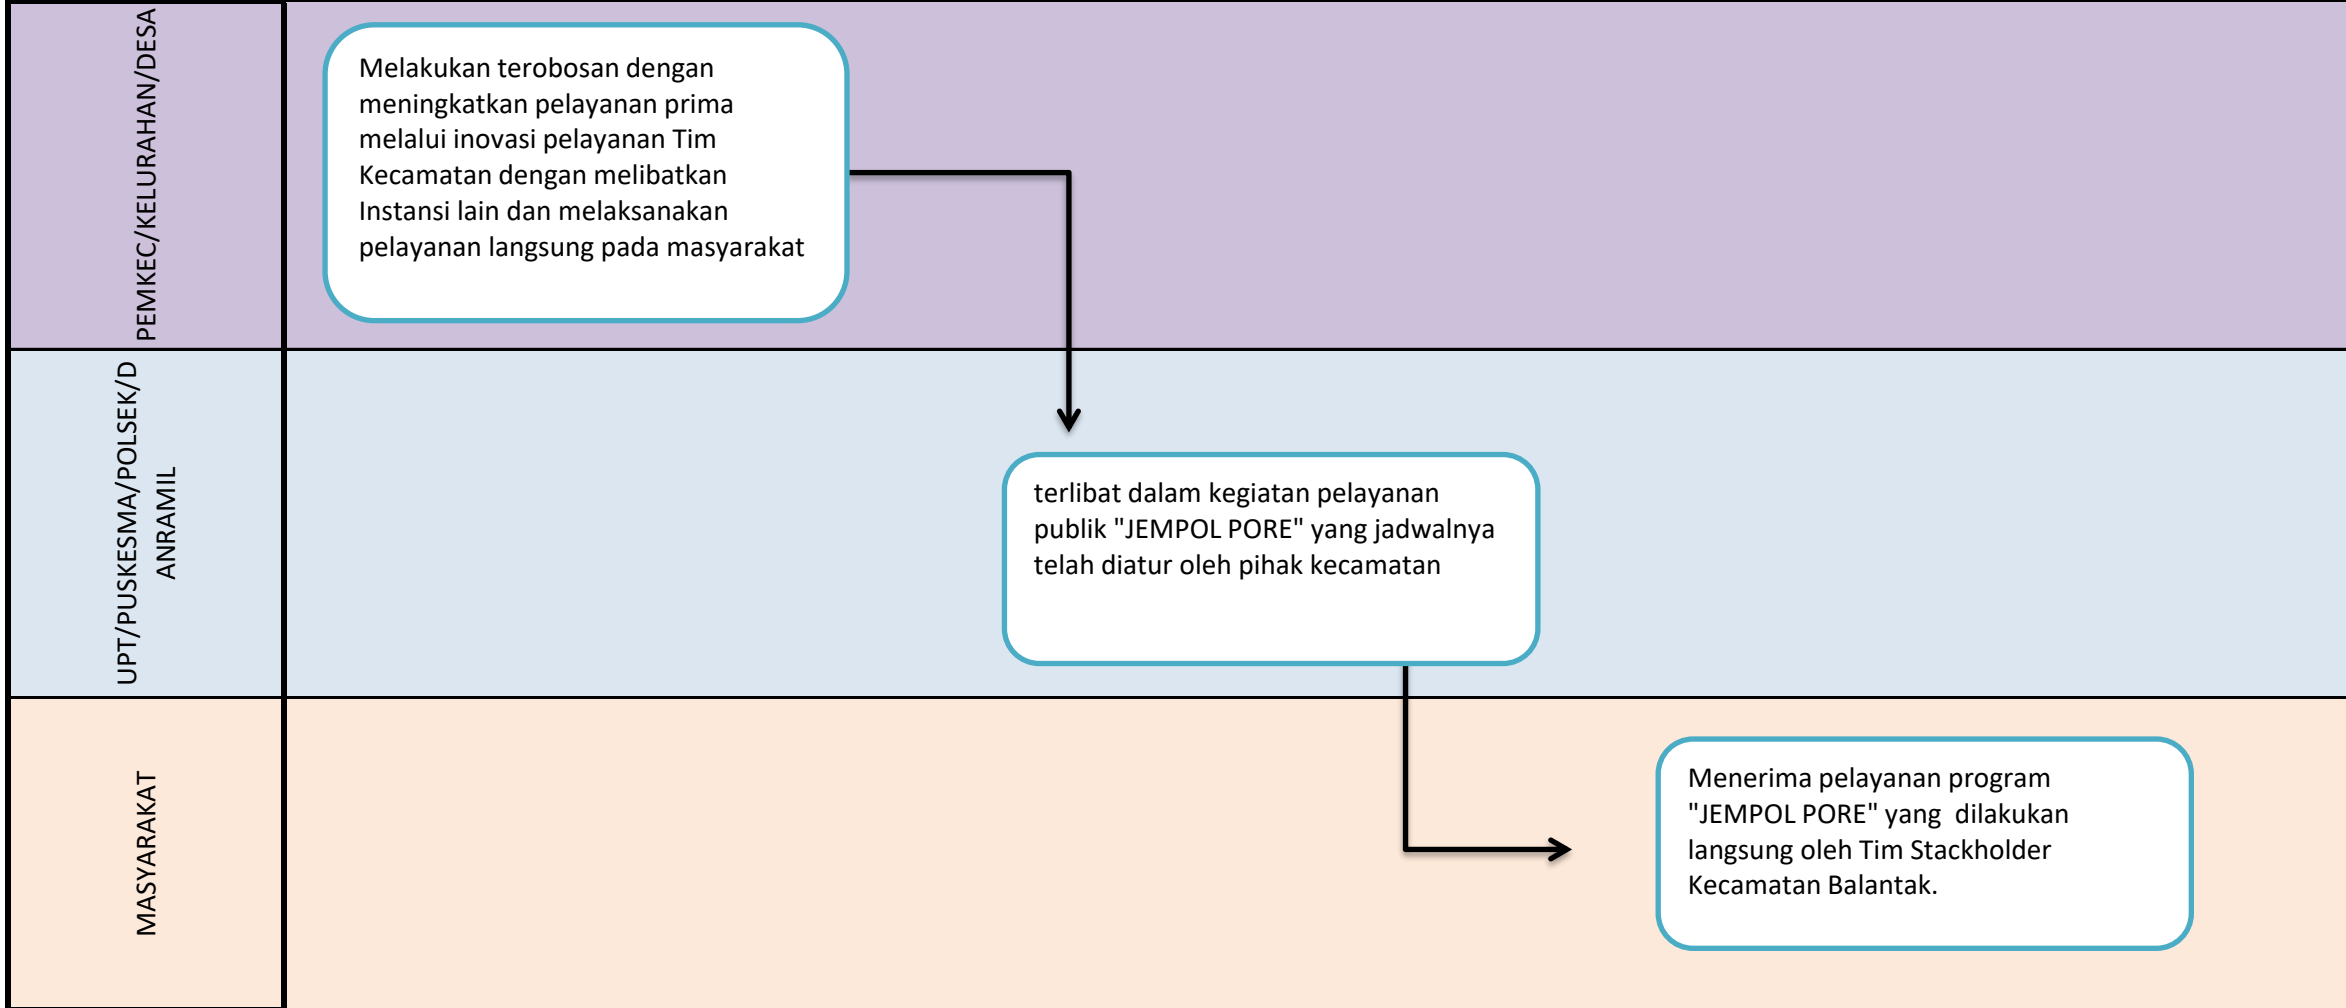 PEMKEC/KELURAHAN/DESA
Melakukan terobosan dengan
meningkatkan pelayanan prima
melalui inovasi pelayanan Tim
Kecamatan dengan melibatkan
Instansi lain dan melaksanakan
pelayanan langsung pada masyarakat
UPT/PUSKESMA/POLSEK/D
ANRAMIL
terlibat dalam kegiatan pelayanan
publik "JEMPOL PORE" yang jadwalnya
telah diatur oleh pihak kecamatan
MASYARAKAT
Menerima pelayanan program
"JEMPOL PORE" yang  dilakukan
langsung oleh Tim Stackholder
Kecamatan Balantak.